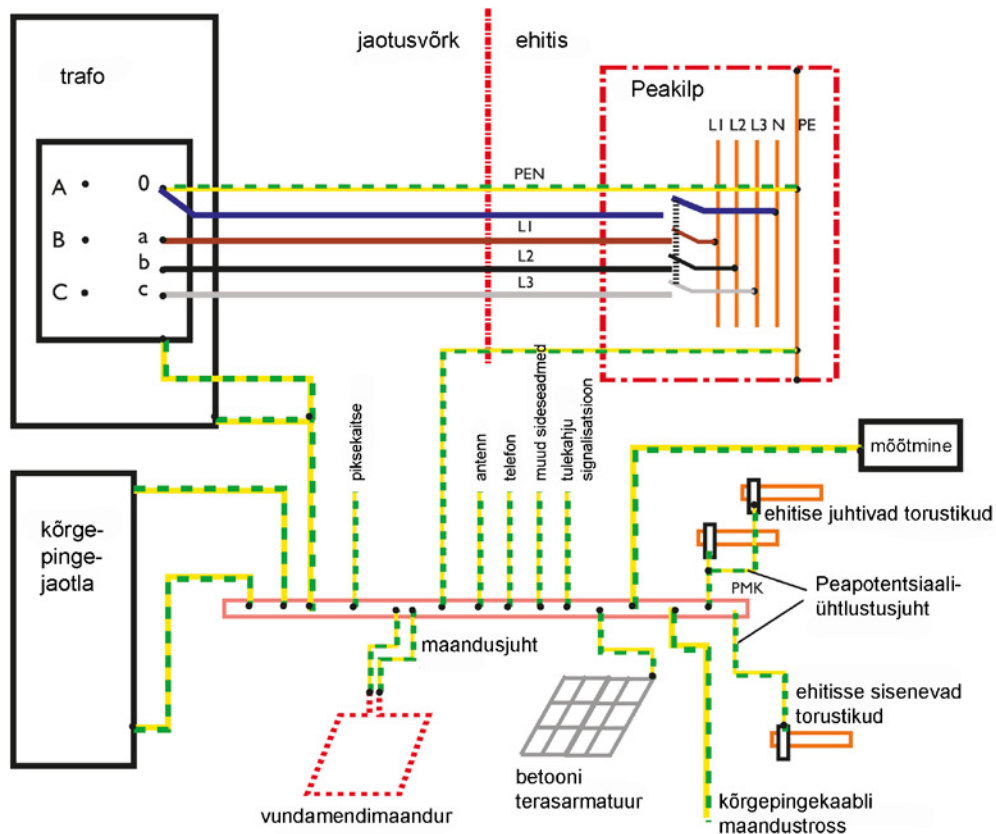 jaotusvõrk
ehitis
trafo
Peakilp
L1 L2 L3 N PE
A
0
PEN
B
a
L1
b
L2
C
c
L3
piksekaitse
antenn
telefon
muud sideseadmed
tulekahju
signalisatsioon
mõõtmine
kõrge-
pinge-
jaotla
ehitise juhtivad torustikud
PMK
Peapotentsiaali-
ühtlustusjuht
maandusjuht
ehitisse sisenevad
torustikud
vundamendimaandur
betooni
terasarmatuur
kõrgepingekaabli
maandustross